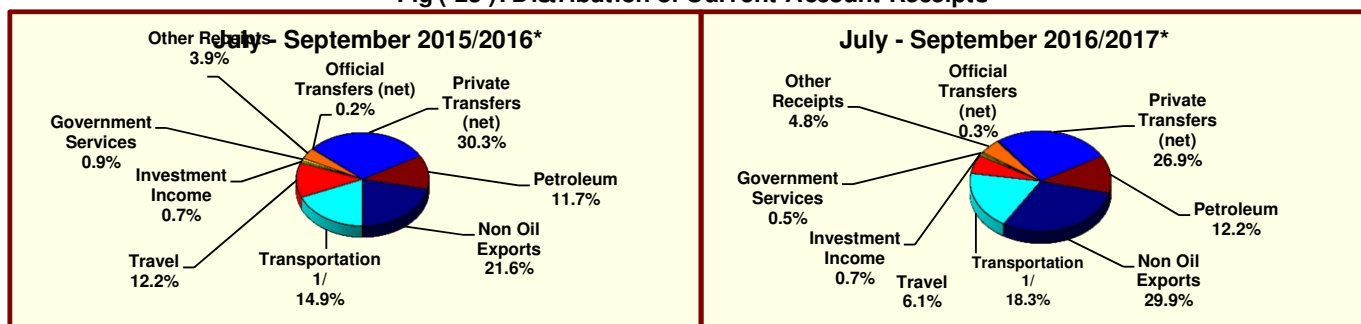 Fig ( 28 ): Distribution of Current Account Receipts
July - September 2015/2016*
Other Receipts
3.9%
Official
Transfers (net)
0.2%
Private
Transfers
(net)
30.3%
Government
Services
0.9%
Investment
Income
0.7%
Petroleum
11.7%
Travel
12.2%
Transportation
1/
14.9%
Non Oil
Exports
21.6%
July - September 2016/2017*
Other
Receipts
4.8%
Official
Transfers
(net)
0.3%
Private
Transfers
(net)
26.9%
Government
Services
0.5%
Petroleum
12.2%
Investment
Income
0.7%
Travel
6.1%
Transportation
1/
18.3%
Non Oil
Exports
29.9%